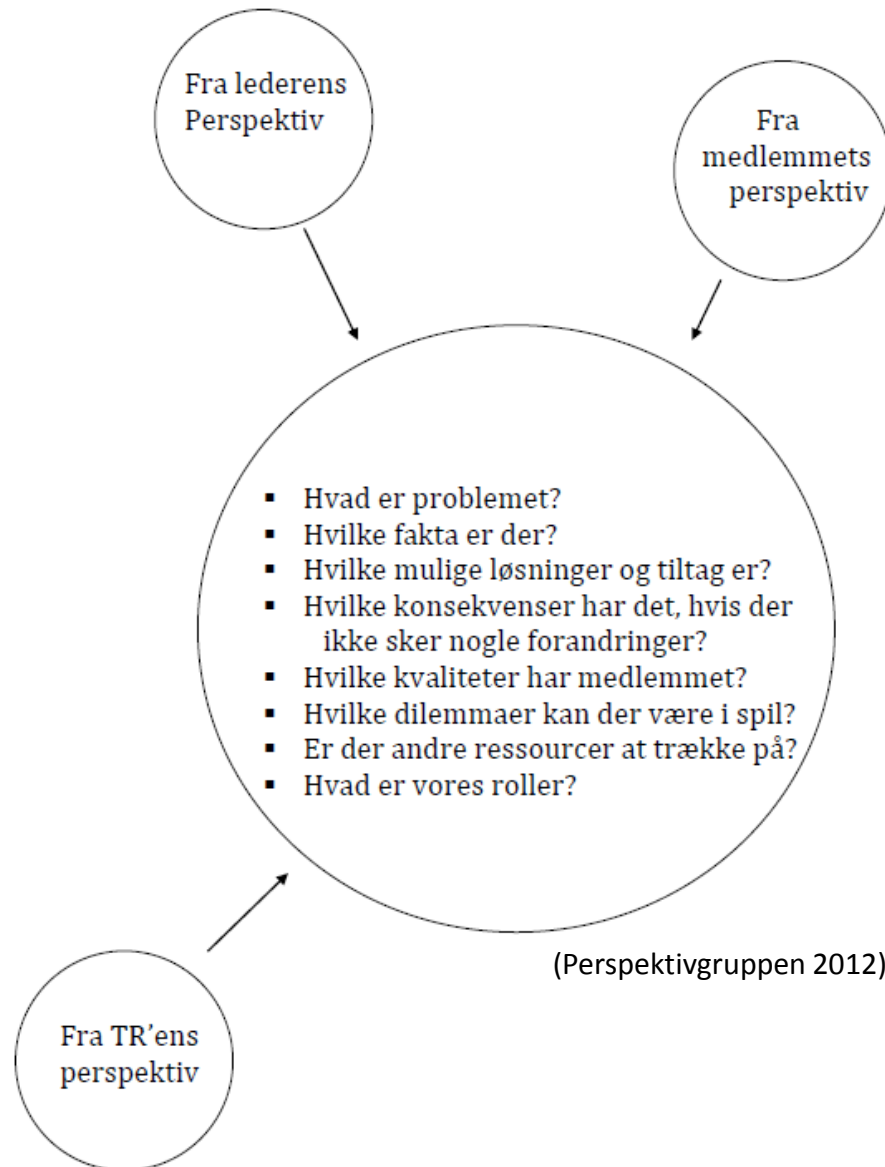 Fra lederens
Perspektiv
Fra
medlemmets
perspektiv
▪ Hvad er problemet?
▪ Hvilke fakta er der?
▪ Hvilke mulige løsninger og tiltag er?
▪ Hvilke konsekvenser har det, hvis der
ikke sker nogle forandringer?
▪ Hvilke kvaliteter har medlemmet?
▪ Hvilke dilemmaer kan der være i spil?
▪ Er der andre ressourcer at trække på?
▪ Hvad er vores roller?
(Perspektivgruppen 2012)
Fra TR’ens
perspektiv